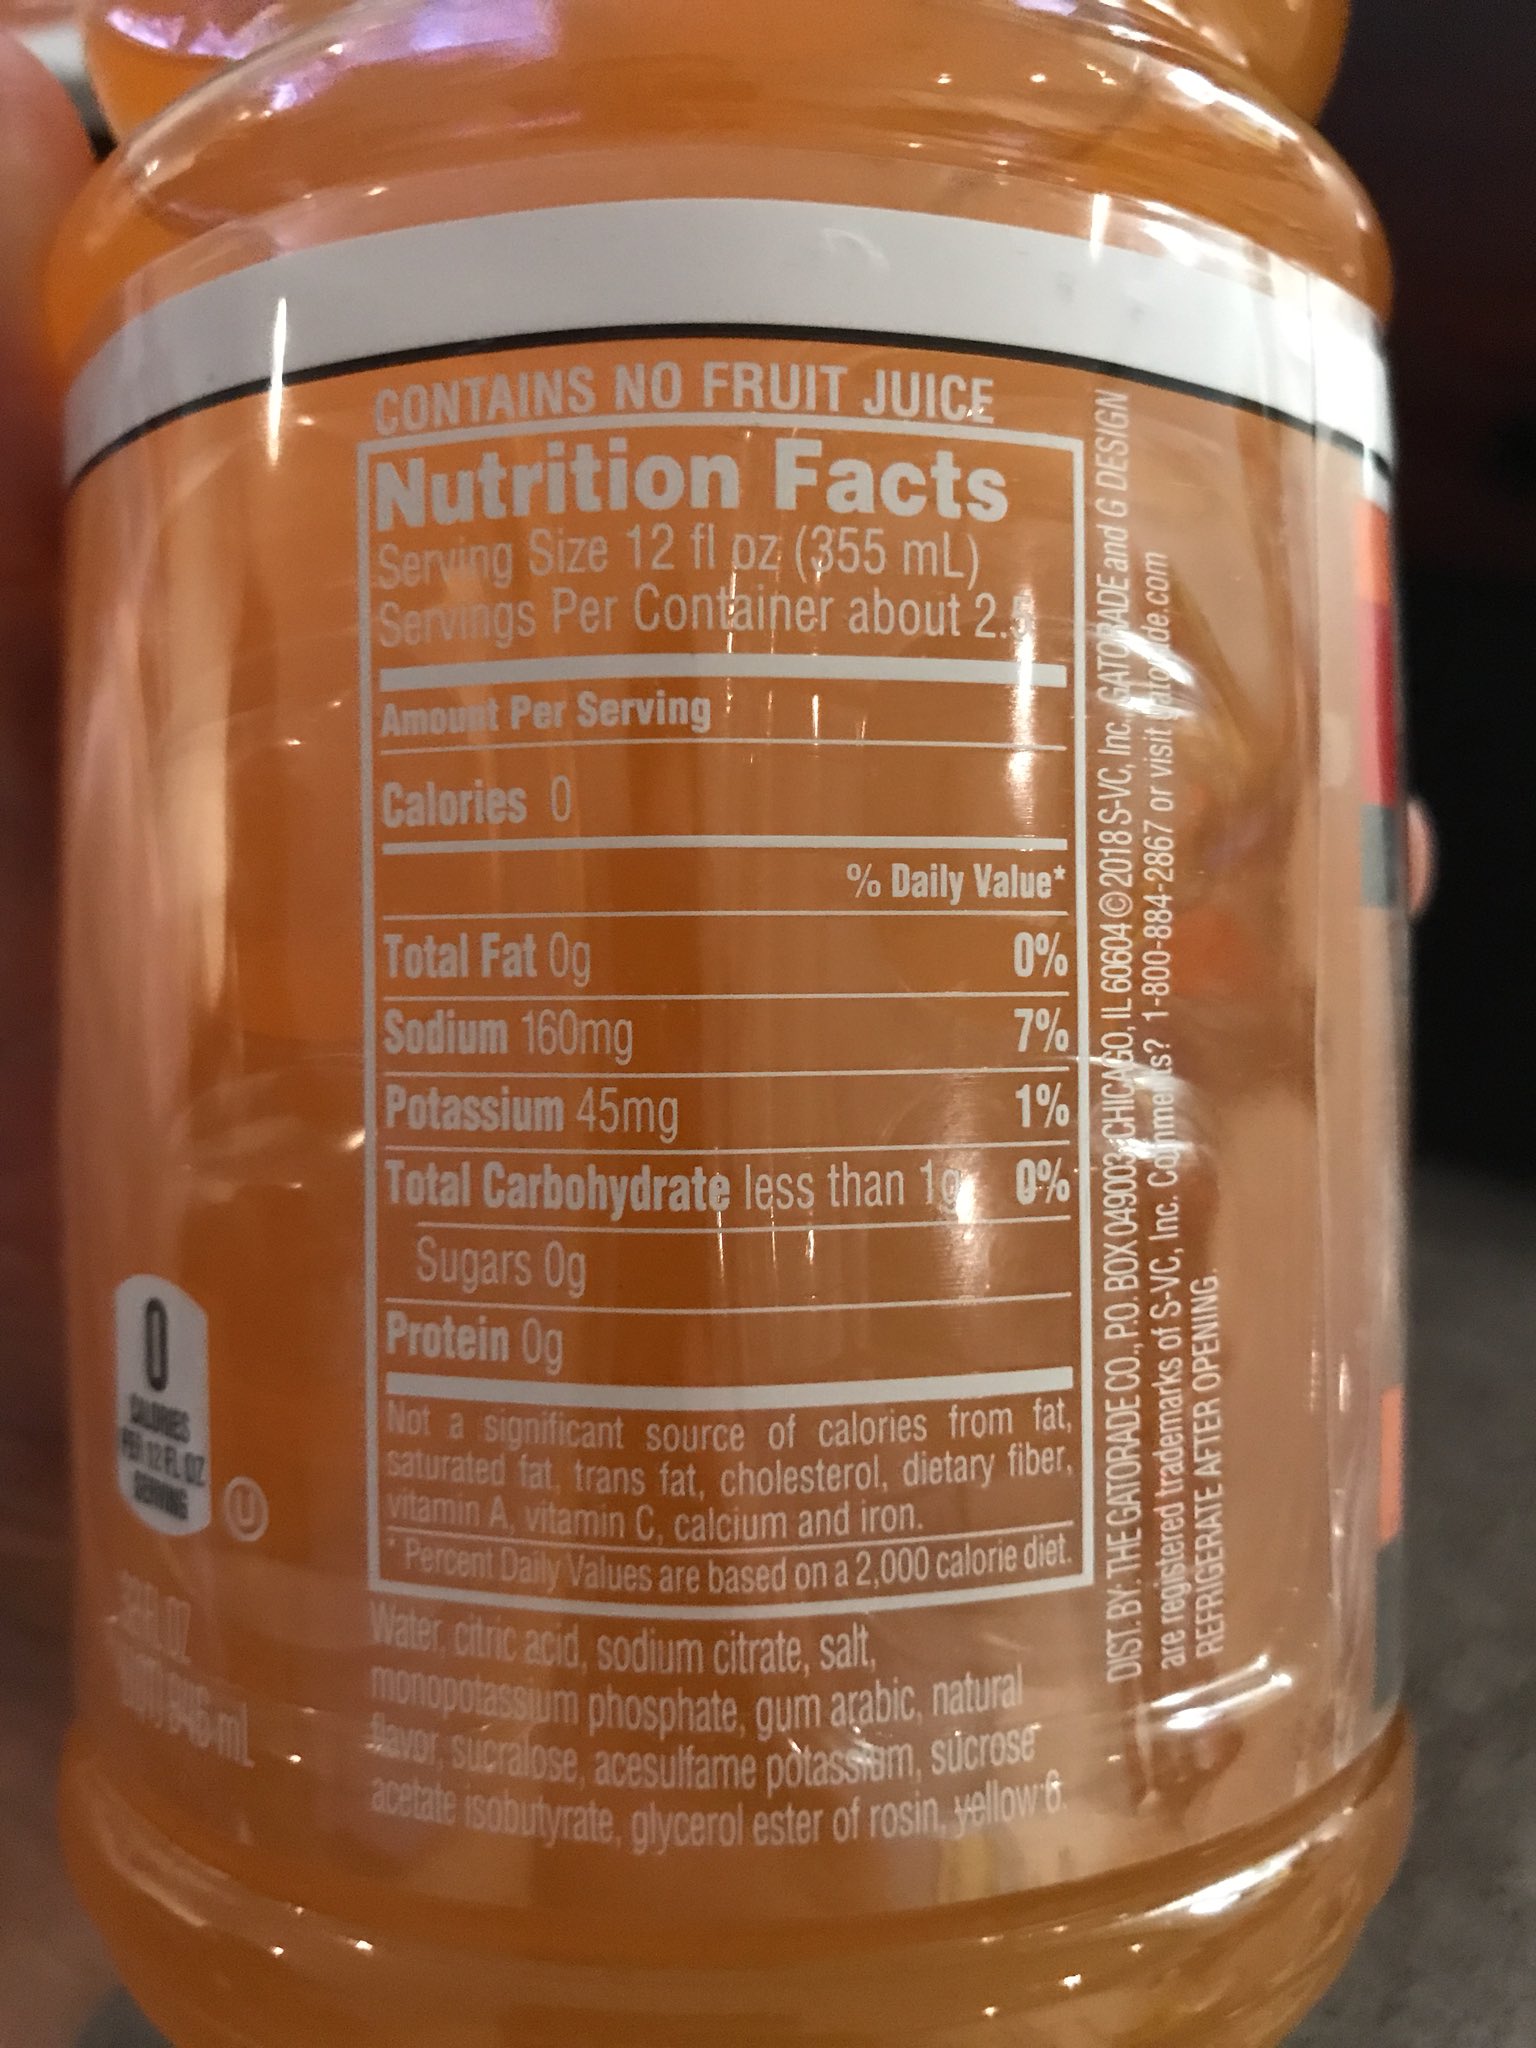 CONTAINS NO FRUIT JUICE
Nutrition Facts
Serving Size 12 fl oz (355 mL)
Servings Per Container about 2.5
Amount Per Serving
Calories 0
% Daily Value*
Total Fat 0g 0%
Sodium 160mg 7%
Potassium 45mg 1%
Total Carbohydrate less than 1g 0%
Sugars 0g
Protein 0g
Not a significant source of calories from fat,
saturated fat, trans fat, cholesterol, dietary fiber,
vitamin A, vitamin C, calcium and iron.
* Percent Daily Values are based on a 2,000 calorie diet.
Water, citric acid, sodium citrate, salt,
monopotassium phosphate, gum arabic, natural
flavor, sucralose, acesulfame potassium, sucrose
acetate isobutyrate, glycerol ester of rosin, yellow 6.
DIST. BY: THE GATORADE CO., P.O. BOX 049003 CHICAGO, IL 60604 © 2018 S-VC, Inc. GATORADE and G DESIGN
are registered trademarks of S-VC, Inc. Comments? 1-800-884-2867 or visit gatorade.com
REFRIGERATE AFTER OPENING.
0
CALORIES
PER 12 FL OZ
SERVING
U
FL OZ
946 mL